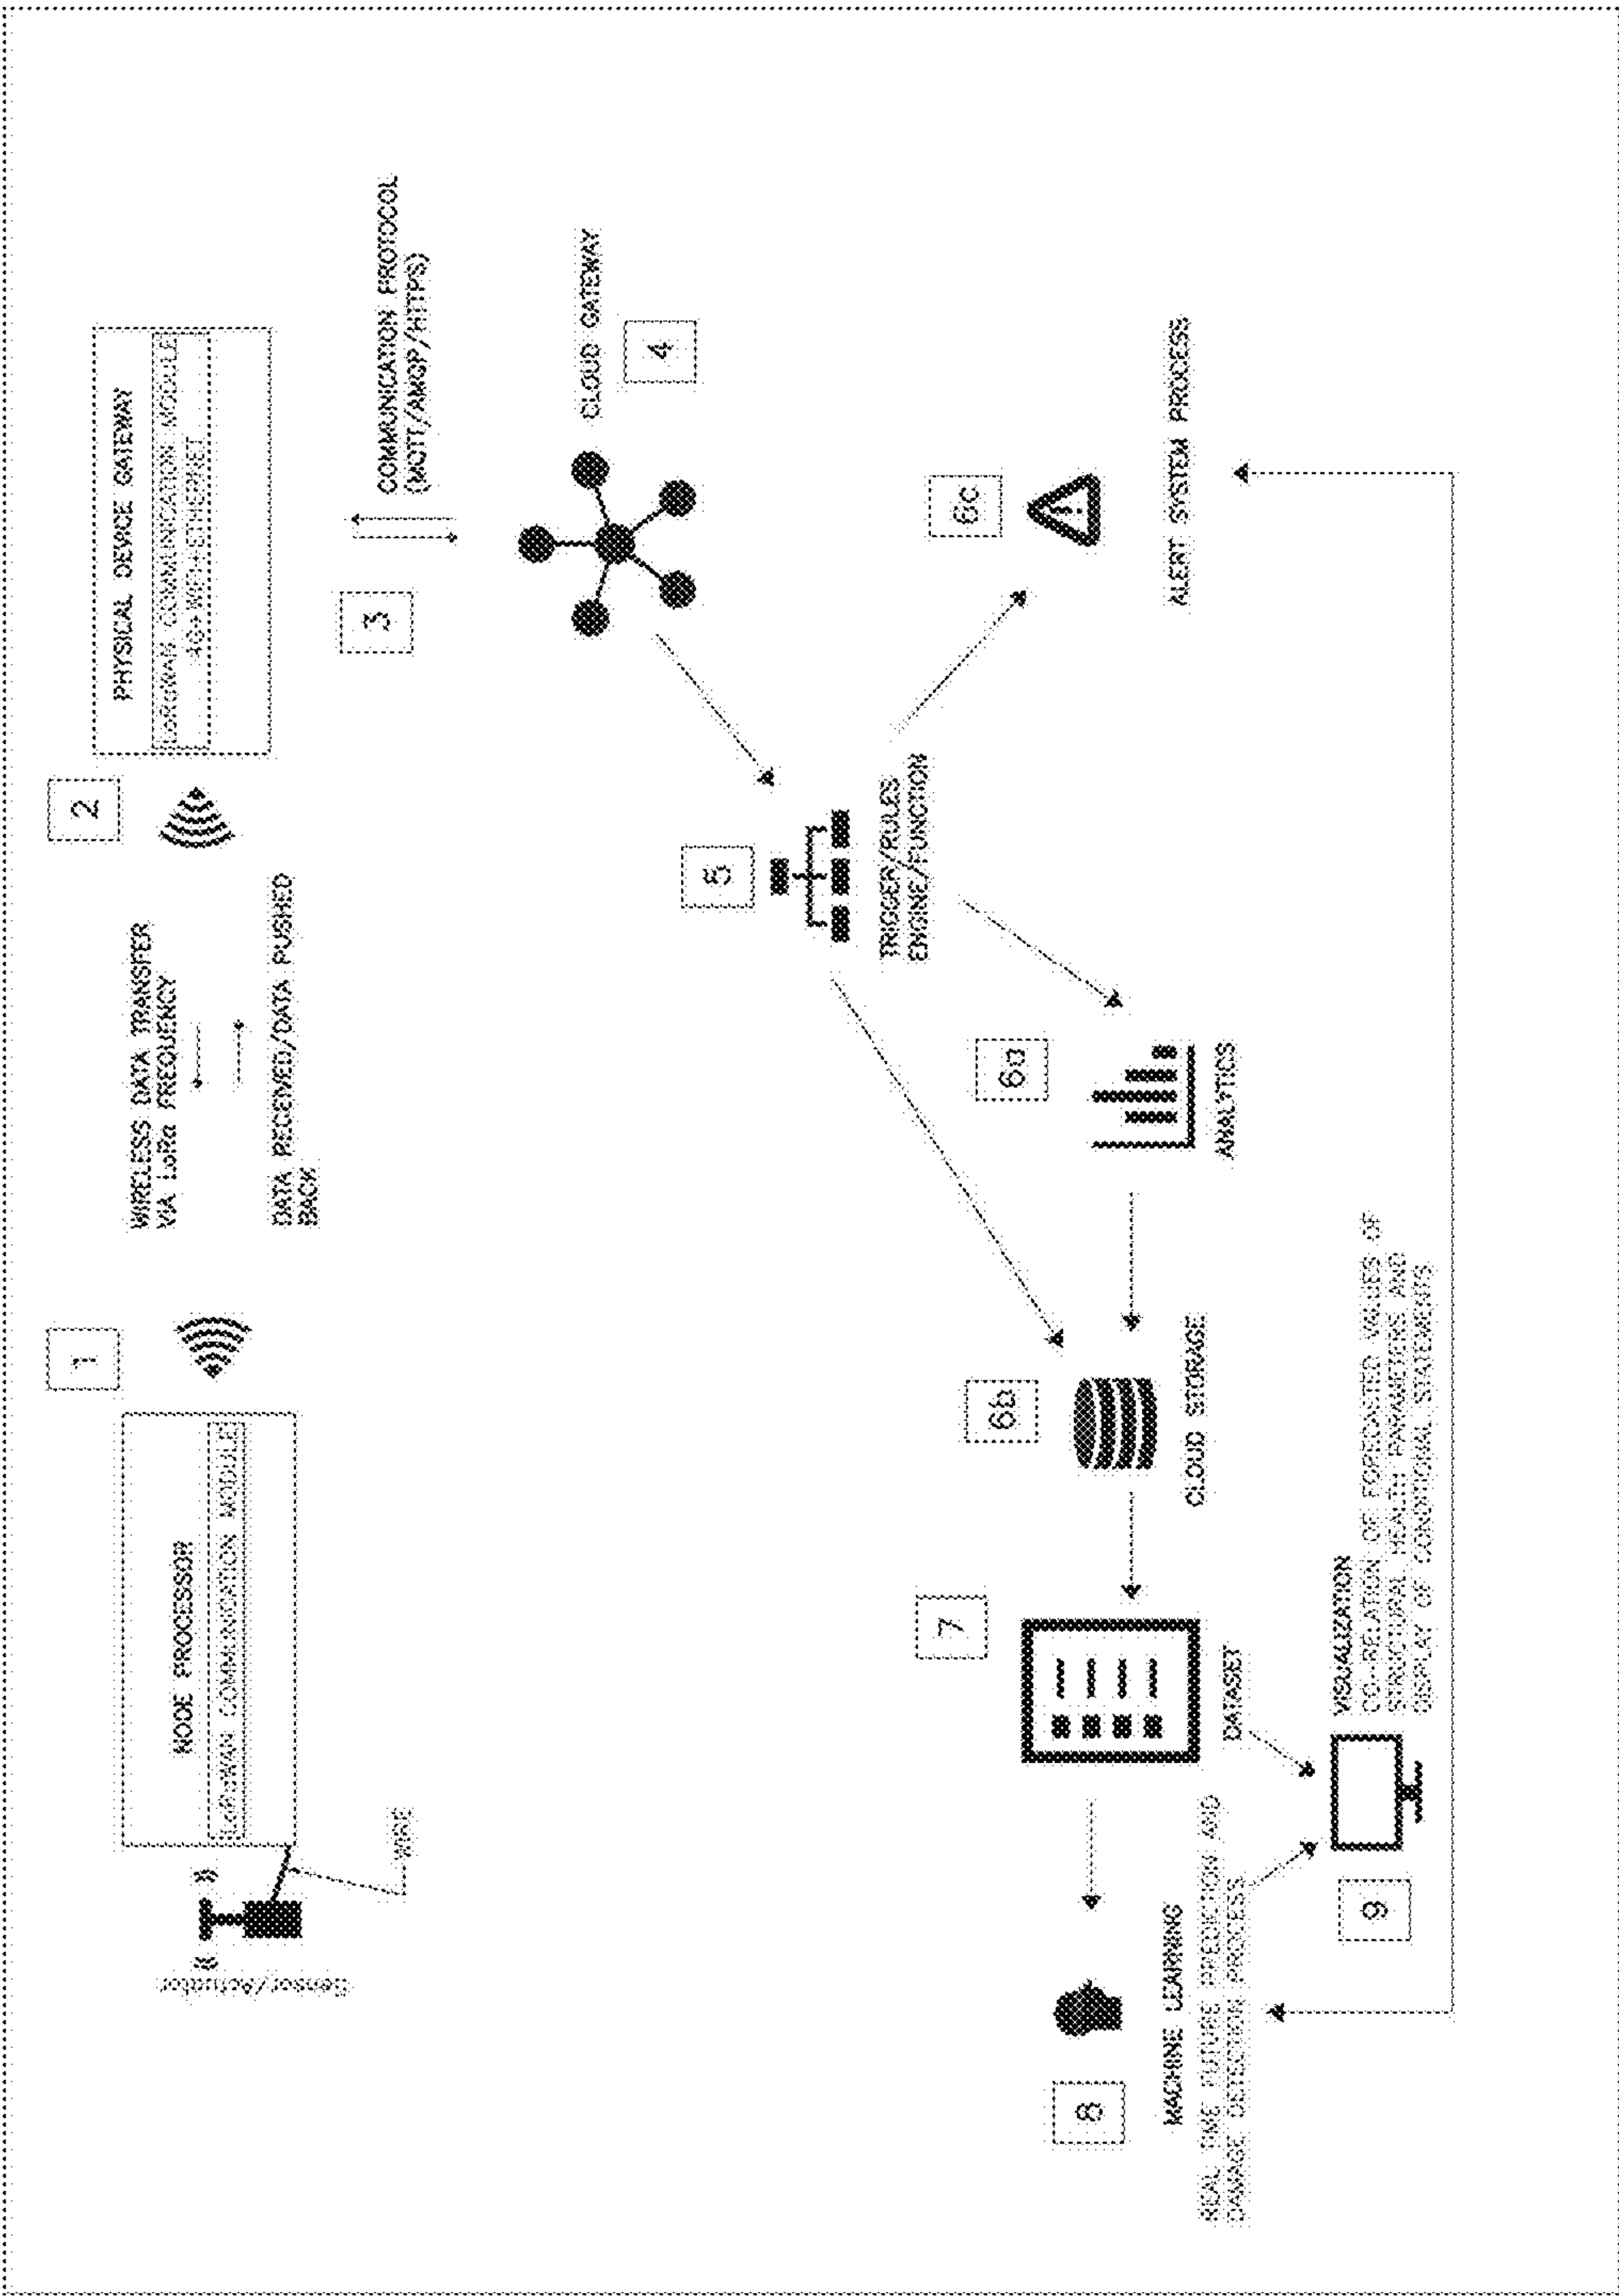 1
2
NODE PROCESSOR
LoRaWAN COMMUNICATION MODULE
Sensor/Actuator
WIRE
WIRELESS DATA TRANSFER
VIA LoRa FREQUENCY
DATA RECEIVED/DATA PUSHED
BACK
PHYSICAL DEVICE GATEWAY
LoRaWAN COMMUNICATION MODULE
4G+WIFI+ETHERNET
3
COMMUNICATION PROTOCOL
(MQTT/AMQP/HTTPS)
CLOUD GATEWAY
4
5
TRIGGER/RULES
ENGINE/FUNCTION
6c
ALERT SYSTEM PROCESS
6a
ANALYTICS
6b
CLOUD STORAGE
7
DATASET
8
MACHINE LEARNING
REAL TIME FUTURE PREDICTION AND
DAMAGE DETECTION PROCESS
9
VISUALIZATION
CO-RELATION OF FORECASTED VALUES OF
STRUCTURAL HEALTH PARAMETERS AND
DISPLAY OF CONDITIONAL STATEMENTS